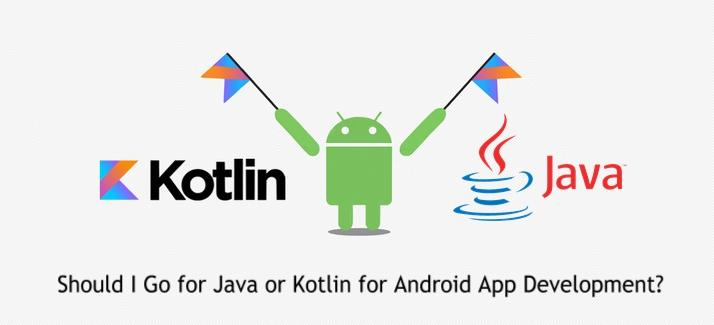 Kotlin
Java
Should I Go for Java or Kotlin for Android App Development?